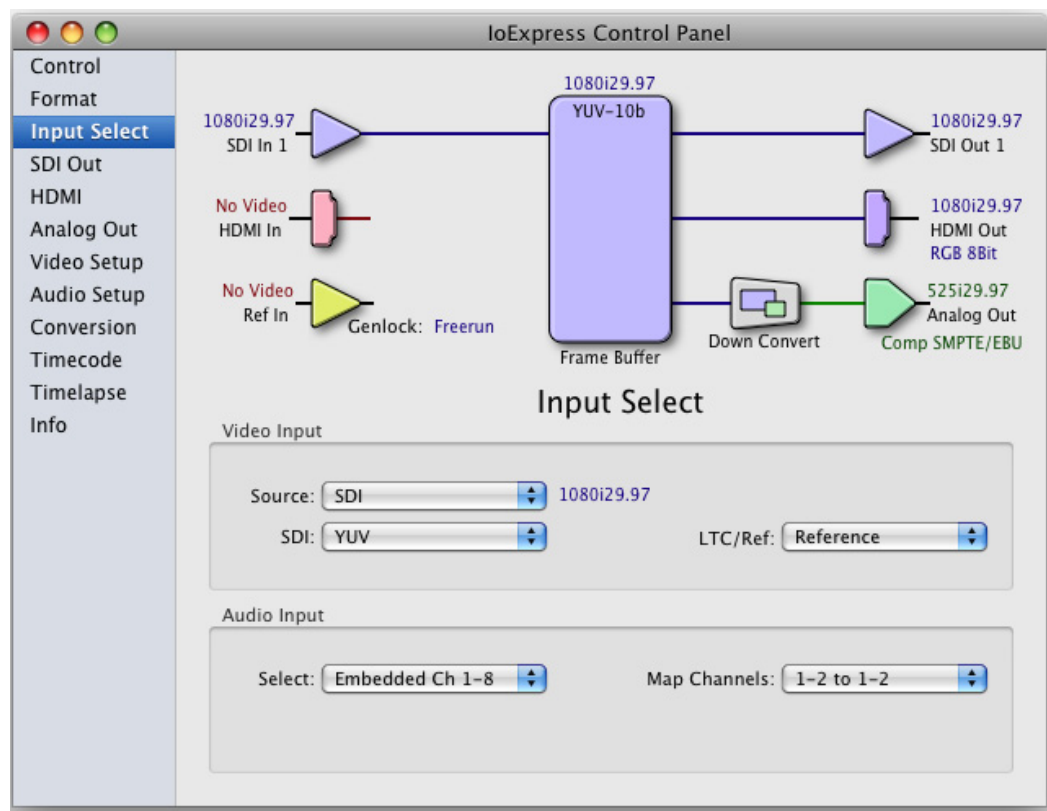 IoExpress Control Panel
Control
Format
Input Select
SDI Out
HDMI
Analog Out
Video Setup
Audio Setup
Conversion
Timecode
Timelapse
Info
1080i29.97
YUV-10b
Frame Buffer
1080i29.97
SDI In 1
No Video
HDMI In
No Video
Ref In
Genlock: Freerun
1080i29.97
SDI Out 1
1080i29.97
HDMI Out
RGB 8Bit
Down Convert
525i29.97
Analog Out
Comp SMPTE/EBU
Input Select
Video Input
Source: SDI 1080i29.97
SDI: YUV
LTC/Ref: Reference
Audio Input
Select: Embedded Ch 1-8
Map Channels: 1-2 to 1-2